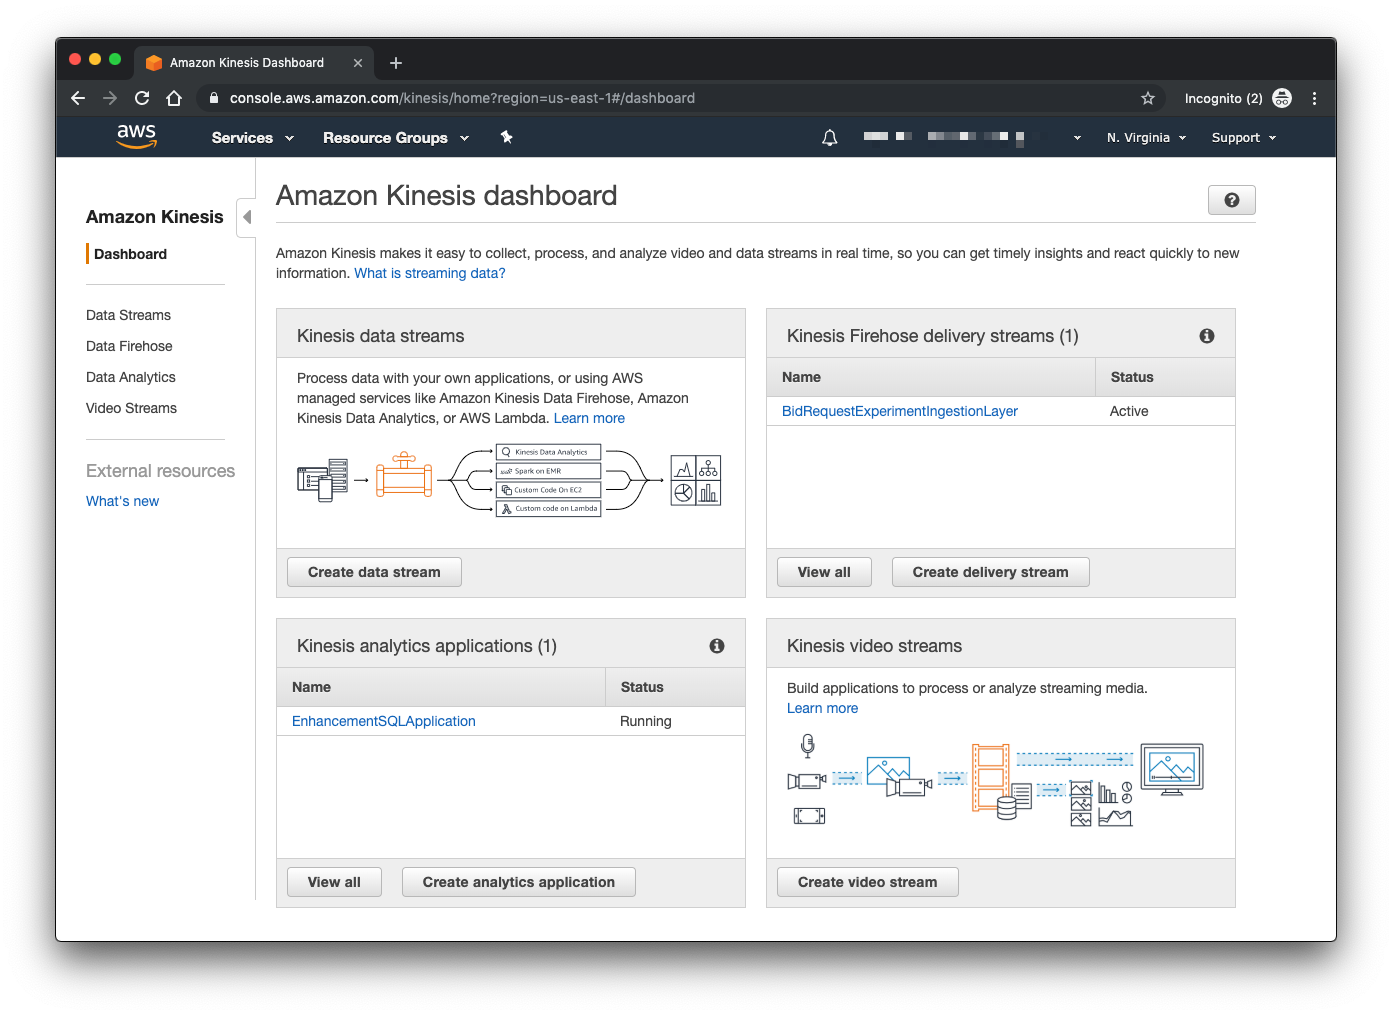 Amazon Kinesis Dashboard
console.aws.amazon.com/kinesis/home?region=us-east-1#/dashboard
Incognito (2)
aws
Services
Resource Groups
N. Virginia
Support
Amazon Kinesis
Dashboard
Data Streams
Data Firehose
Data Analytics
Video Streams
External resources
What's new
Amazon Kinesis dashboard
?
Amazon Kinesis makes it easy to collect, process, and analyze video and data streams in real time, so you can get timely insights and react quickly to new
information. What is streaming data?
Kinesis data streams
Process data with your own applications, or using AWS
managed services like Amazon Kinesis Data Firehose, Amazon
Kinesis Data Analytics, or AWS Lambda. Learn more
Kinesis Data Analytics
Spark on EMR
Custom Code On EC2
Custom code on Lambda
Create data stream
Kinesis Firehose delivery streams (1)
Name Status
BidRequestExperimentIngestionLayer Active
View all
Create delivery stream
Kinesis analytics applications (1)
Name Status
EnhancementSQLApplication Running
View all
Create analytics application
Kinesis video streams
Build applications to process or analyze streaming media.
Learn more
Create video stream